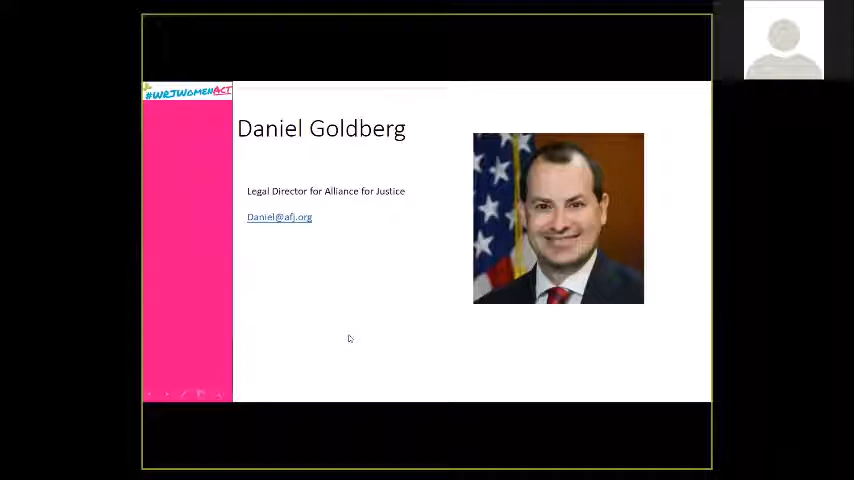 #WRJWomenAct
Daniel Goldberg
Legal Director for Alliance for Justice
Daniel@afj.org